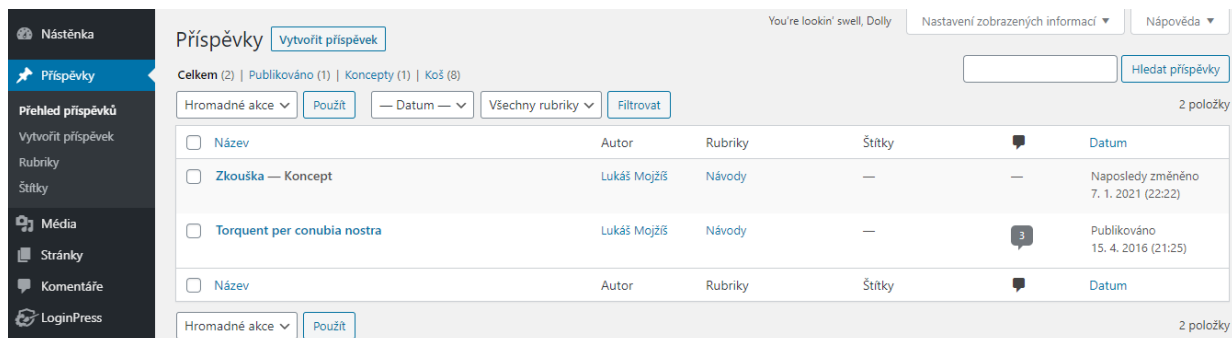 You're lookin' swell, Dolly
Nastavení zobrazených informací ▼
Nápověda ▼
Nástěnka
Příspěvky
Přehled příspěvků
Vytvořit příspěvek
Rubriky
Štítky
Média
Stránky
Komentáře
LoginPress
Příspěvky Vytvořit příspěvek
Celkem (2) | Publikováno (1) | Koncepty (1) | Koš (8)
Hledat příspěvky
Hromadné akce Použít — Datum — Všechny rubriky Filtrovat 2 položky
Název Autor Rubriky Štítky Datum
Zkouška — Koncept Lukáš Mojžíš Návody — — Naposledy změněno
7. 1. 2021 (22:22)
Torquent per conubia nostra Lukáš Mojžíš Návody — 3 Publikováno
15. 4. 2016 (21:25)
Název Autor Rubriky Štítky Datum
Hromadné akce Použít 2 položky